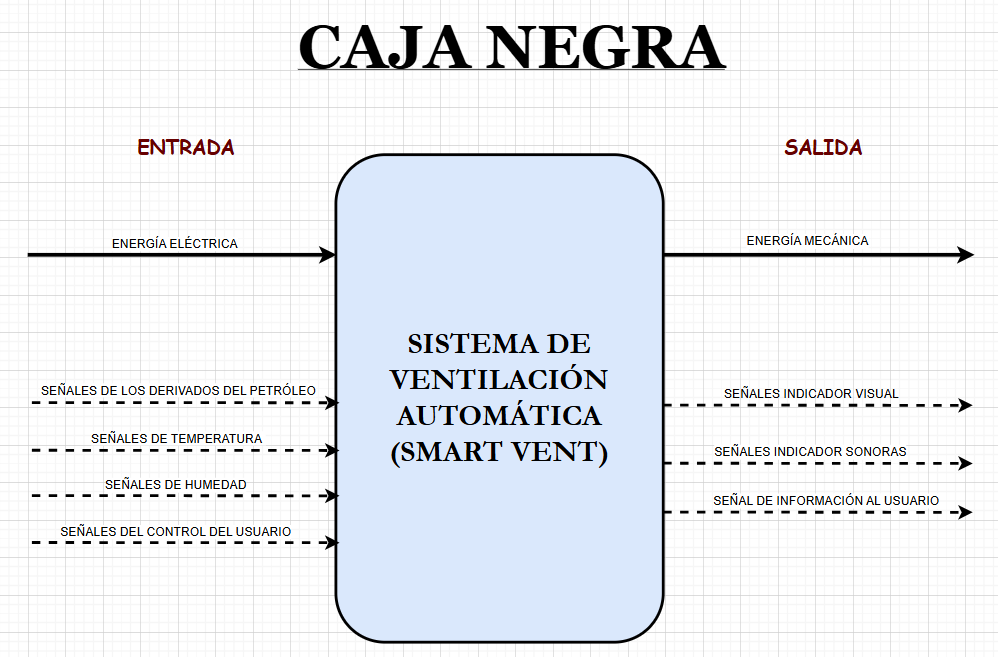 CAJA NEGRA
ENTRADA
SALIDA
ENERGÍA ELÉCTRICA
ENERGÍA MECÁNICA
SISTEMA DE
VENTILACIÓN
AUTOMÁTICA
(SMART VENT)
SEÑALES DE LOS DERIVADOS DEL PETRÓLEO
SEÑALES DE TEMPERATURA
SEÑALES DE HUMEDAD
SEÑALES DEL CONTROL DEL USUARIO
SEÑALES INDICADOR VISUAL
SEÑALES INDICADOR SONORAS
SEÑAL DE INFORMACIÓN AL USUARIO